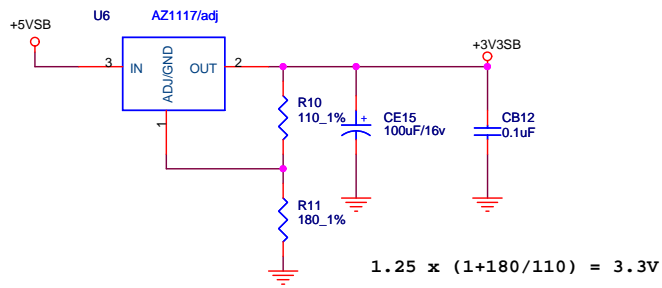 +5VSB
U6 AZ1117/adj
+3V3SB
3 IN OUT 2
ADJ/GND
1
R10
110_1%
+
CE15
100uF/16v
CB12
0.1uF
R11
180_1%
1.25 x (1+180/110) = 3.3V